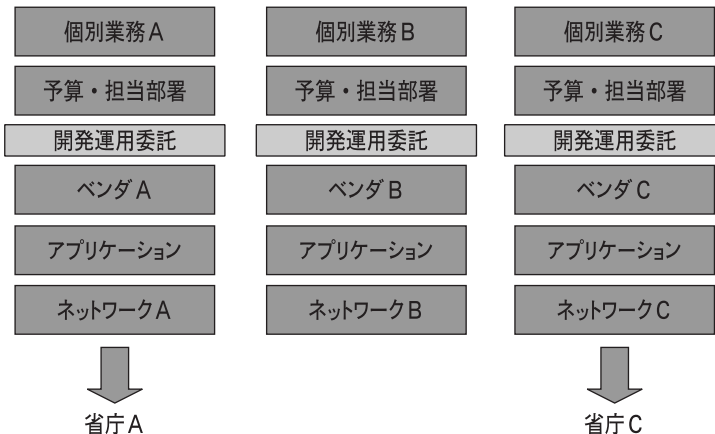 個別業務A
個別業務B
個別業務C
予算・担当部署
予算・担当部署
予算・担当部署
開発運用委託
開発運用委託
開発運用委託
ベンダA
ベンダB
ベンダC
アプリケーション
アプリケーション
アプリケーション
ネットワークA
ネットワークB
ネットワークC
省庁A
省庁C